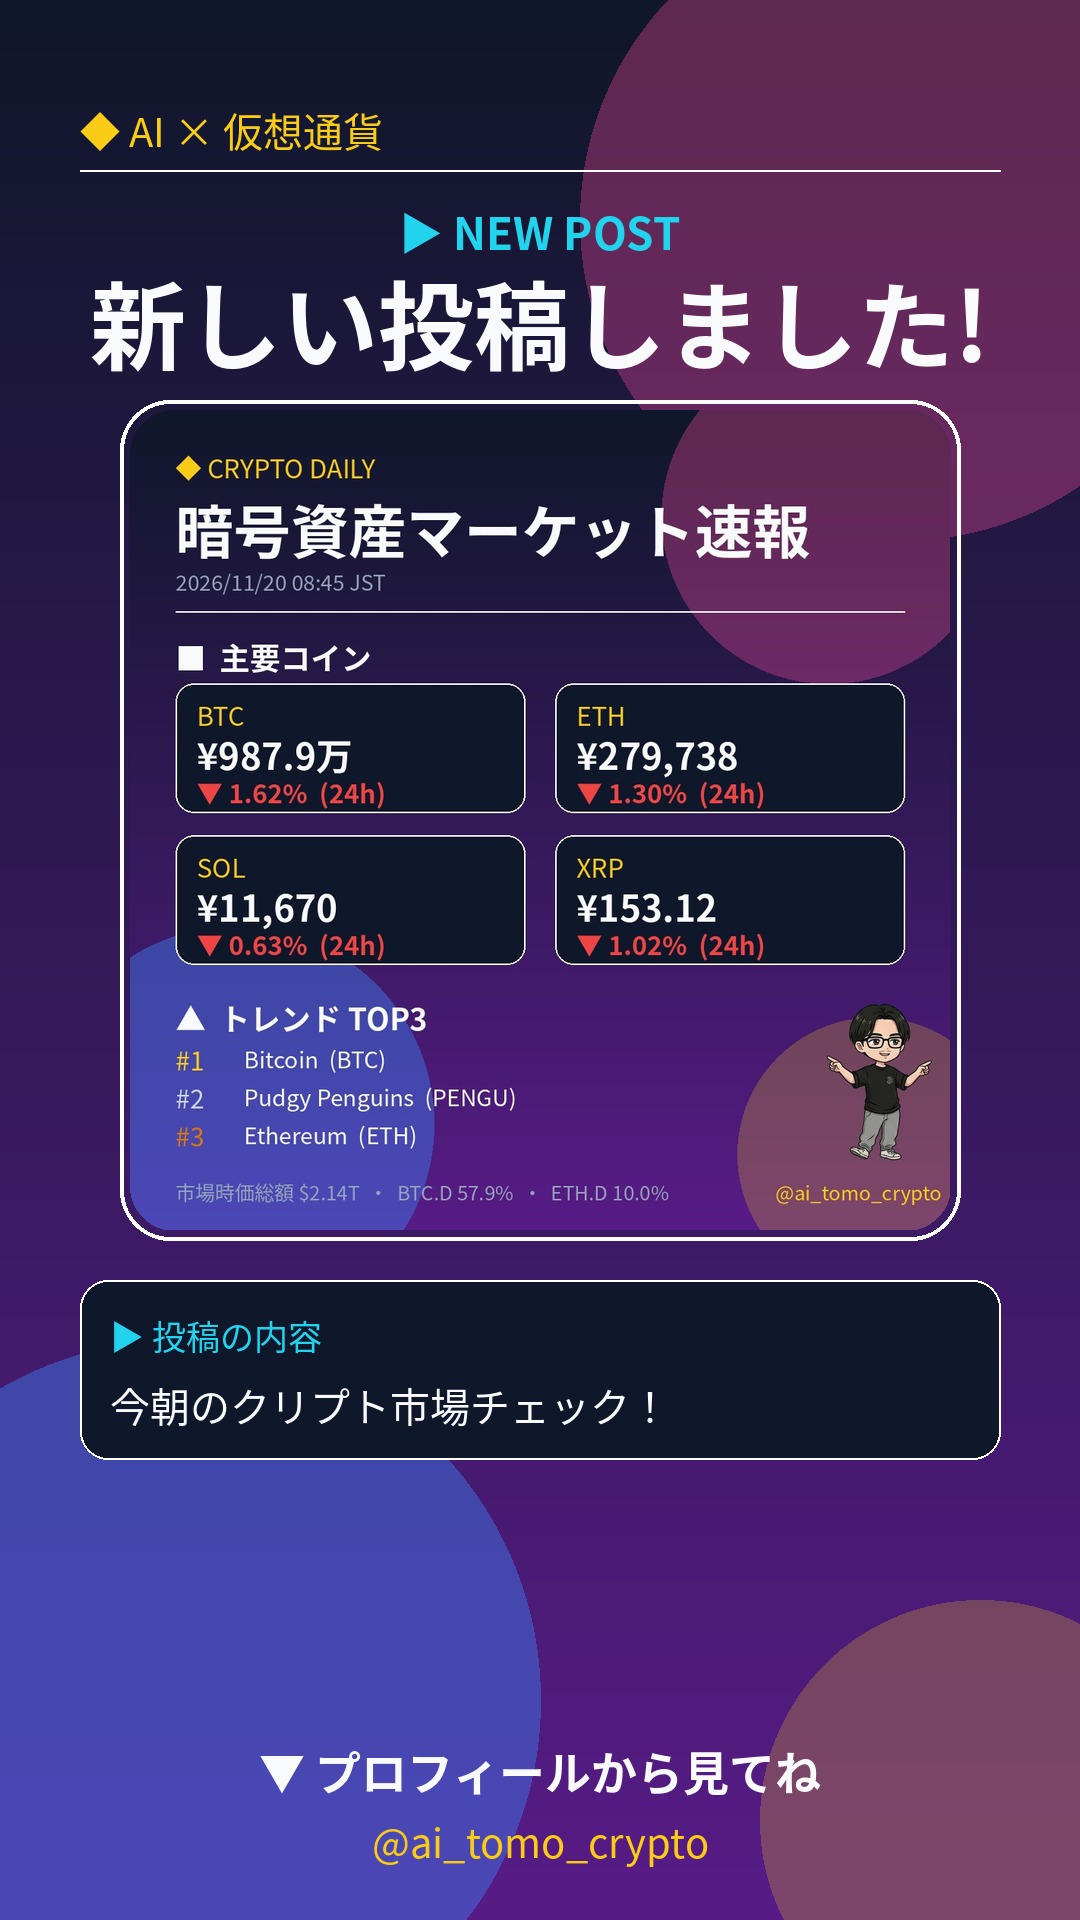 ◆ AI × 仮想通貨
▶ NEW POST
新しい投稿しました!
◆ CRYPTO DAILY
暗号資産マーケット速報
2026/11/20 08:45 JST
■ 主要コイン
BTC
¥987.9万
▼ 1.62% (24h)
ETH
¥279,738
▼ 1.30% (24h)
SOL
¥11,670
▼ 0.63% (24h)
XRP
¥153.12
▼ 1.02% (24h)
▲ トレンド TOP3
#1 Bitcoin (BTC)
#2 Pudgy Penguins (PENGU)
#3 Ethereum (ETH)
市場時価総額 $2.14T ・ BTC.D 57.9% ・ ETH.D 10.0%
@ai_tomo_crypto
▶ 投稿の内容
今朝のクリプト市場チェック！
▼ プロフィールから見てね
@ai_tomo_crypto